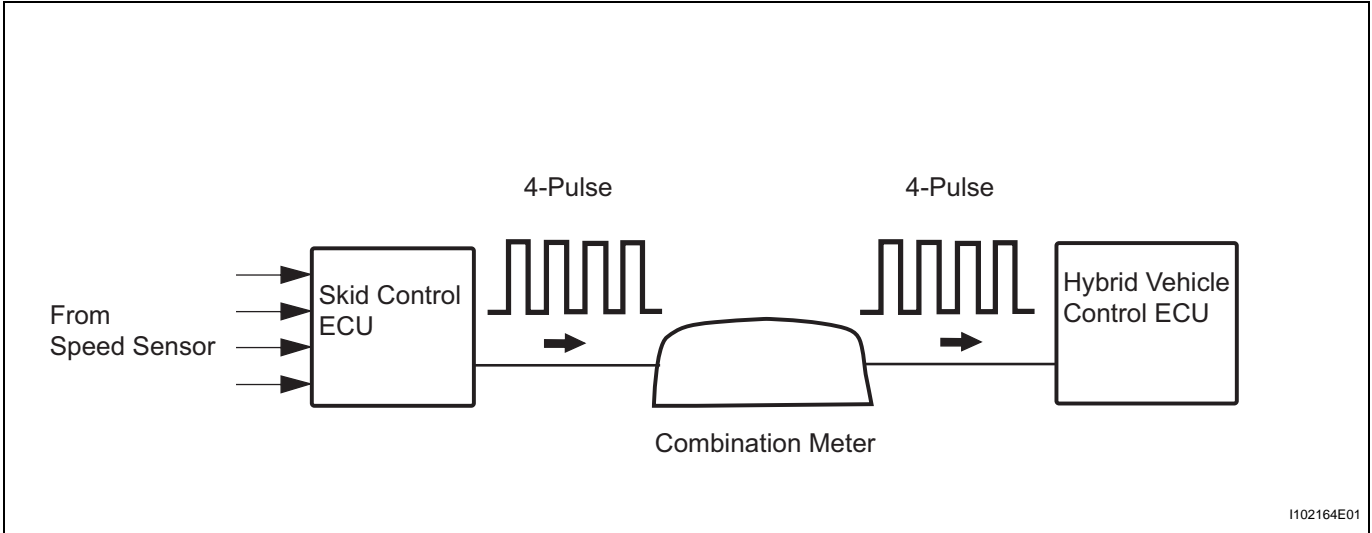 4-Pulse
4-Pulse
From
Speed Sensor
Skid Control
ECU
Hybrid Vehicle
Control ECU
Combination Meter
I102164E01